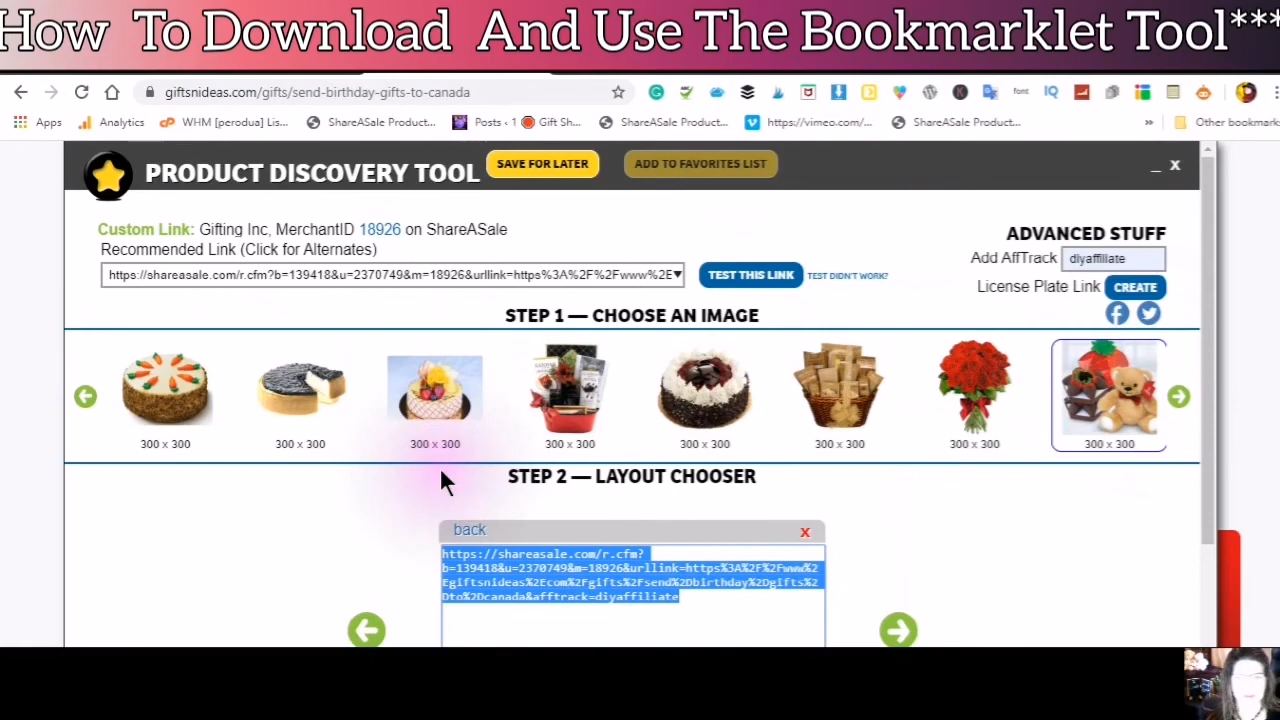 How To Download And Use The Bookmarklet Tool***
giftsnideas.com/gifts/send-birthday-gifts-to-canada
font
IQ
Apps
Analytics
WHM [perodua] Lis...
ShareASale Product...
Posts ‹ 1
Gift Sh...
ShareASale Product...
https://vimeo.com/...
ShareASale Product...
»
Other bookmark
PRODUCT DISCOVERY TOOL
SAVE FOR LATER
ADD TO FAVORITES LIST
_ x
Custom Link: Gifting Inc, MerchantID 18926 on ShareASale
Recommended Link (Click for Alternates)
https://shareasale.com/r.cfm?b=139418&u=2370749&m=18926&urllink=https%3A%2F%2Fwww%2E
TEST THIS LINK
TEST DIDN'T WORK?
ADVANCED STUFF
Add AffTrack diyaffiliate
License Plate Link CREATE
STEP 1 — CHOOSE AN IMAGE
300 x 300
300 x 300
300 x 300
300 x 300
300 x 300
300 x 300
300 x 300
300 x 300
STEP 2 — LAYOUT CHOOSER
back
x
https://shareasale.com/r.cfm?
b=139418&u=2370749&m=18926&urllink=https%3A%2F%2Fwww%2
Egiftsnideas%2Ecom%2Fgifts%2Fsend%2Dbirthday%2Dgifts%2
Dto%2Dcanada&afftrack=diyaffiliate